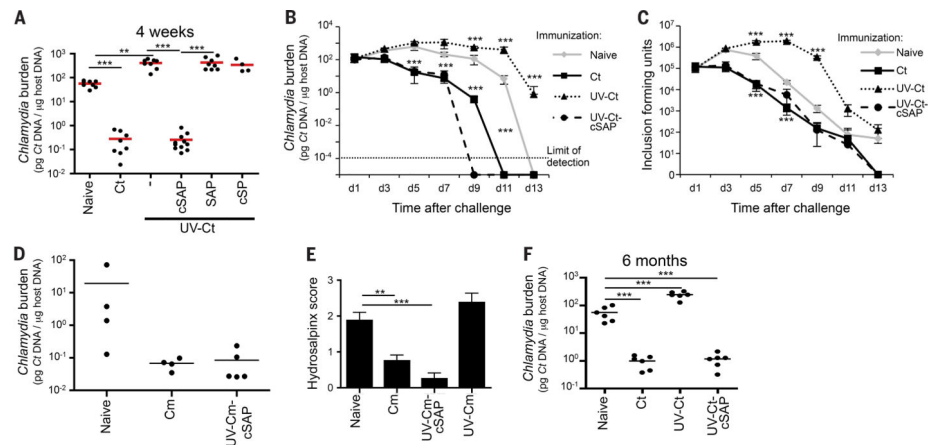 A
4 weeks
***
***
**
***
Chlamydia burden
(pg Ct DNA / µg host DNA)
10³
10²
10¹
10⁰
10⁻¹
10⁻²
Naive
Ct
-
cSAP
SAP
cSP
UV-Ct
B
Chlamydia burden
(pg Ct DNA / µg host DNA)
10⁴
10²
10⁰
10⁻²
10⁻⁴
***
***
***
***
***
***
Limit of
detection
d1 d3 d5 d7 d9 d11 d13
Time after challenge
Immunization:
Naive
Ct
UV-Ct
UV-Ct-
cSAP
C
Inclusion forming units
10⁷
10⁶
10⁵
10⁴
10³
10²
10¹
0
***
***
***
***
***
d1 d3 d5 d7 d9 d11 d13
Time after challenge
Immunization:
Naive
Ct
UV-Ct
UV-Ct-
cSAP
D
Chlamydia burden
(pg Ct DNA / µg host DNA)
10²
10¹
10⁰
10⁻¹
10⁻²
Naive
Cm
UV-Cm-
cSAP
E
Hydrosalpinx score
3
2
1
0
**
***
Naive
Cm
UV-Cm-
cSAP
UV-Cm
F
6 months
***
***
***
Chlamydia burden
(pg Ct DNA / µg host DNA)
10³
10²
10¹
10⁰
10⁻¹
Naive
Ct
UV-Ct
UV-Ct-
cSAP